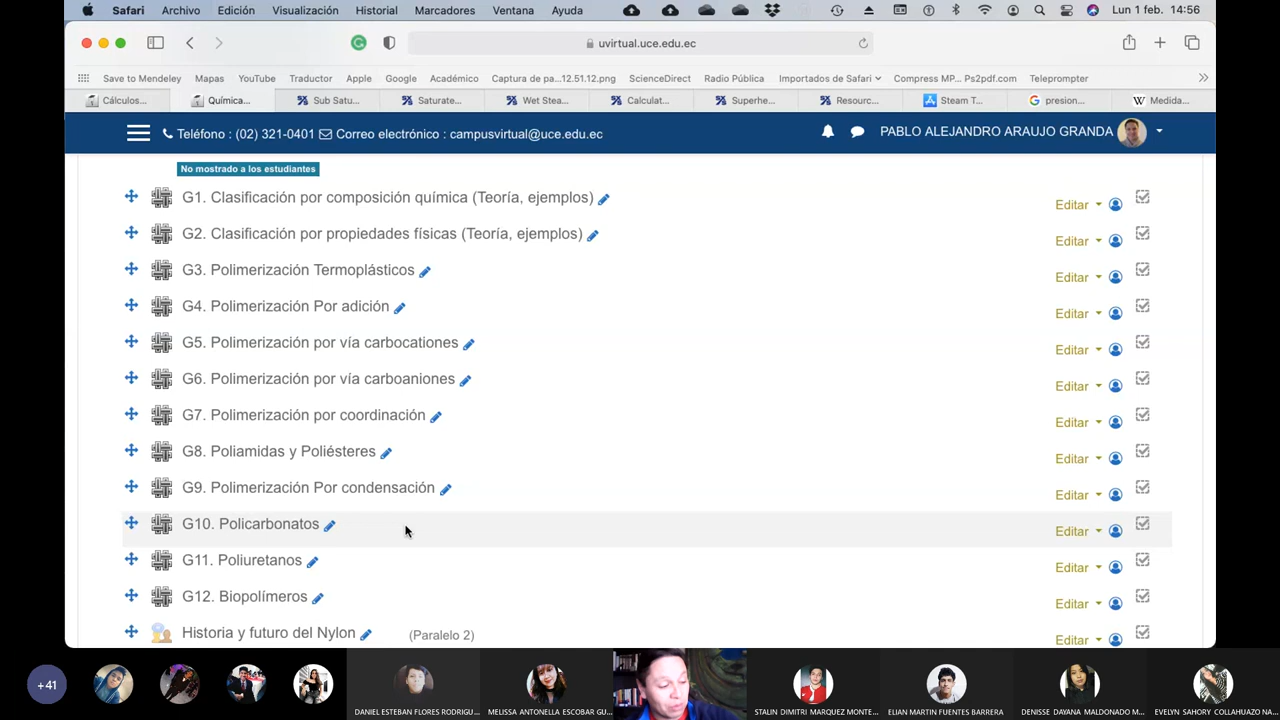 Safari Archivo Edición Visualización Historial Marcadores Ventana Ayuda Lun 1 feb. 14:56
uvirtual.uce.edu.ec
Save to Mendeley Mapas YouTube Traductor Apple Google Académico Captura de pa...12.51.12.png ScienceDirect Radio Pública Importados de Safari Compress MP... Ps2pdf.com Teleprompter
Cálculos... Química... Sub Satu... Saturate... Wet Stea... Calculat... Superhe... Resourc... Steam T... presion... Medida...
Teléfono : (02) 321-0401 Correo electrónico : campusvirtual@uce.edu.ec PABLO ALEJANDRO ARAUJO GRANDA
No mostrado a los estudiantes
G1. Clasificación por composición química (Teoría, ejemplos) Editar
G2. Clasificación por propiedades físicas (Teoría, ejemplos) Editar
G3. Polimerización Termoplásticos Editar
G4. Polimerización Por adición Editar
G5. Polimerización por vía carbocationes Editar
G6. Polimerización por vía carboaniones Editar
G7. Polimerización por coordinación Editar
G8. Poliamidas y Poliésteres Editar
G9. Polimerización Por condensación Editar
G10. Policarbonatos Editar
G11. Poliuretanos Editar
G12. Biopolímeros Editar
Historia y futuro del Nylon (Paralelo 2) Editar
+41 DANIEL ESTEBAN FLORES RODRIGU... MELISSA ANTONELLA ESCOBAR GU... STALIN DIMITRI MARQUEZ MONTE... ELIAN MARTIN FUENTES BARRERA DENISSE DAYANA MALDONADO M... EVELYN SAHORY COLLAHUAZO NA...